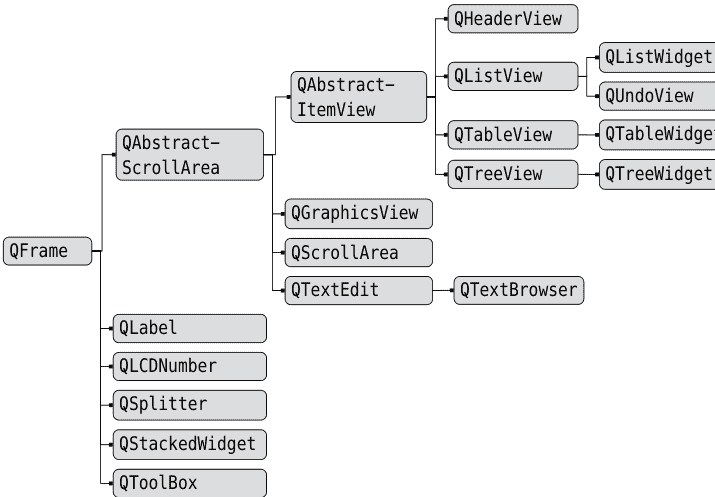 QHeaderView
QListWidget
QAbstract-
ItemView
QListView
QUndoView
QAbstract-
ScrollArea
QTableView
QTableWidget
QTreeView
QTreeWidget
QGraphicsView
QFrame
QScrollArea
QTextEdit
QTextBrowser
QLabel
QLCDNumber
QSplitter
QStackedWidget
QToolBox